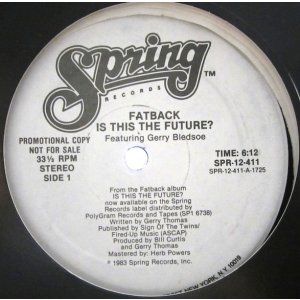 Spring
RECORDS
TM
FATBACK
IS THIS THE FUTURE?
Featuring Gerry Bledsoe
PROMOTIONAL COPY
NOT FOR SALE
33⅓ RPM
STEREO
SIDE 1
TIME: 6:12
SPR-12-411
SPR-12-411-A-1725
From the Fatback album
IS THIS THE FUTURE?
now available on the Spring
Records label distributed by
PolyGram Records and Tapes (SP1 6738)
Written by Gerry Thomas
Published by Sign Of The Twins/
Fired-Up Music (ASCAP)
Produced by Bill Curtis
and Gerry Thomas
Mastered by: Herb Powers
℗ 1983 Spring Records, Inc.
NEW YORK, N.Y. 10019